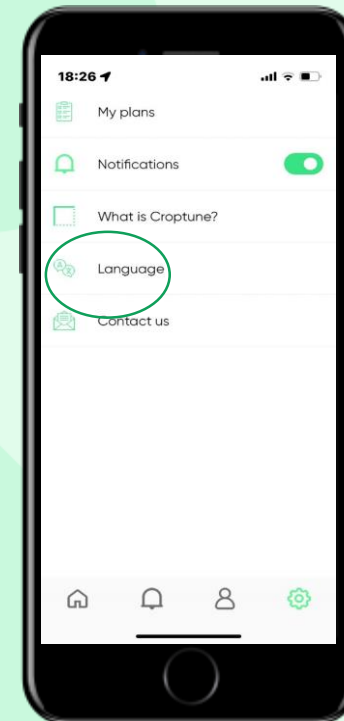 18:26
My plans
Notifications
What is Croptune?
Language
Contact us